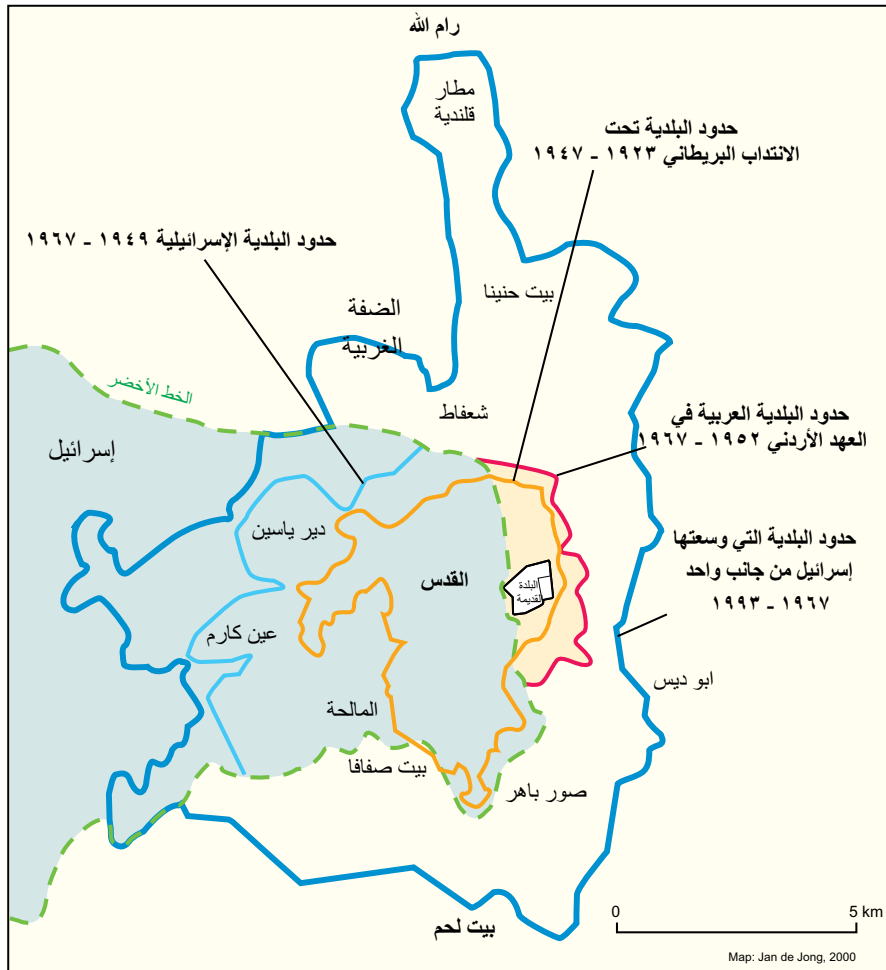 رام الله
مطار
قلندية
حدود البلدية تحت
الانتداب البريطاني ١٩٢٣ - ١٩٤٧
حدود البلدية الإسرائيلية ١٩٤٩ - ١٩٦٧
بيت حنينا
الضفة
الغربية
الخط الأخضر
شعفاط
حدود البلدية العربية في
العهد الأردني ١٩٥٢ - ١٩٦٧
إسرائيل
دير ياسين
حدود البلدية التي وسعتها
إسرائيل من جانب واحد
١٩٦٧ - ١٩٩٣
القدس
البلدة
القديمة
عين كارم
ابو ديس
المالحة
بيت صفافا
صور باهر
بيت لحم
0 5 km
Map: Jan de Jong, 2000